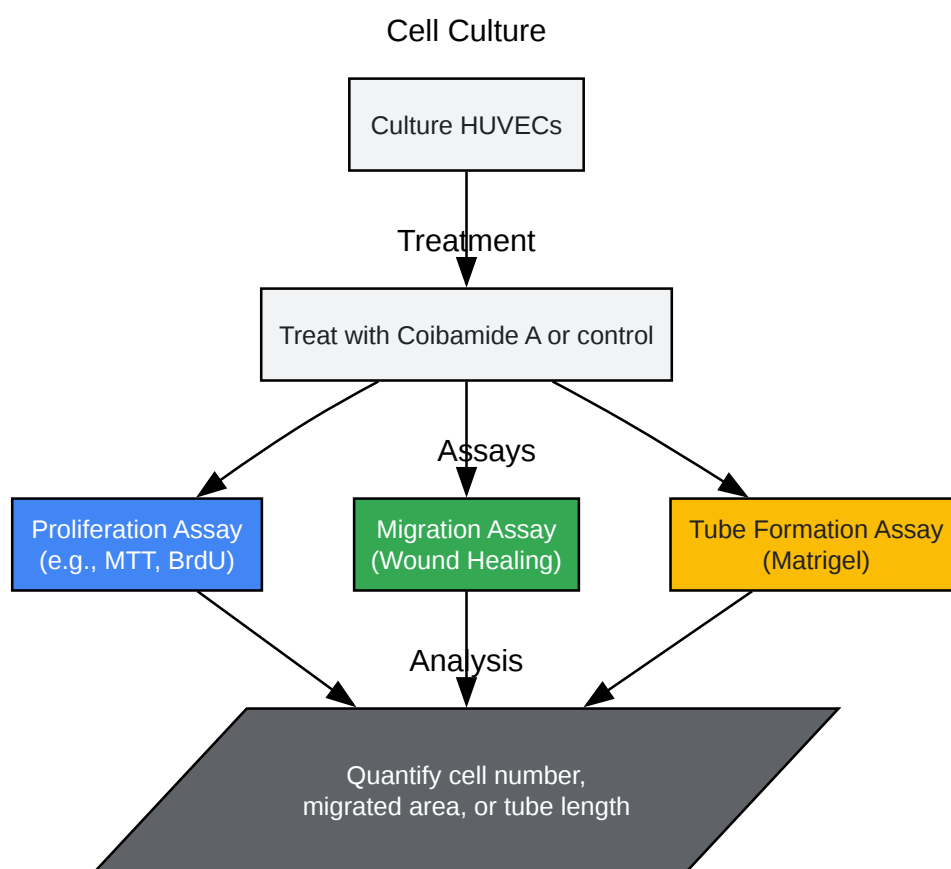 Cell Culture
Culture HUVECs
Treatment
Treat with Coibamide A or control
Assays
Proliferation Assay
(e.g., MTT, BrdU)
Migration Assay
(Wound Healing)
Tube Formation Assay
(Matrigel)
Analysis
Quantify cell number,
migrated area, or tube length